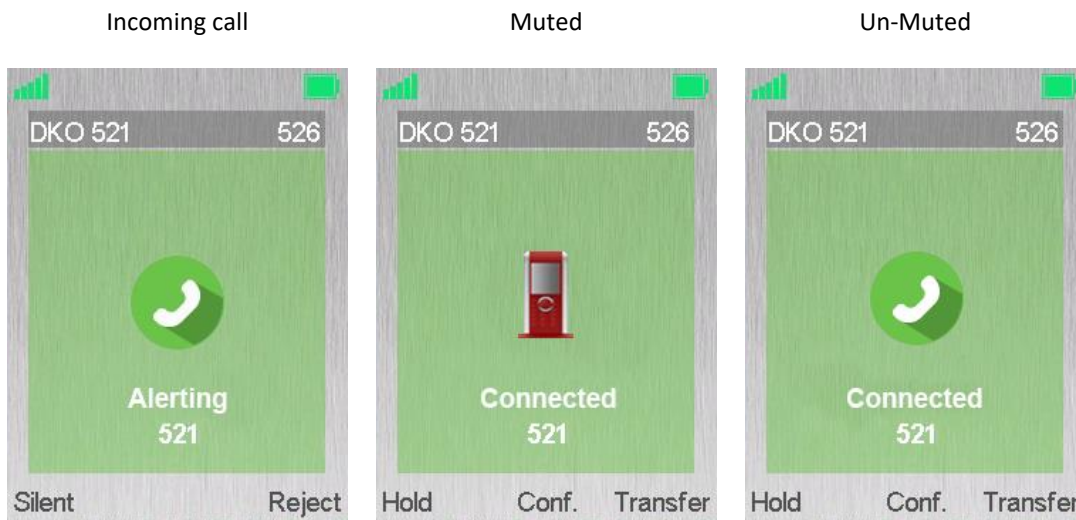 Incoming call
Muted
Un-Muted
DKO 521 526
DKO 521 526
DKO 521 526
Alerting
521
Connected
521
Connected
521
Silent Reject
Hold Conf. Transfer
Hold Conf. Transfer